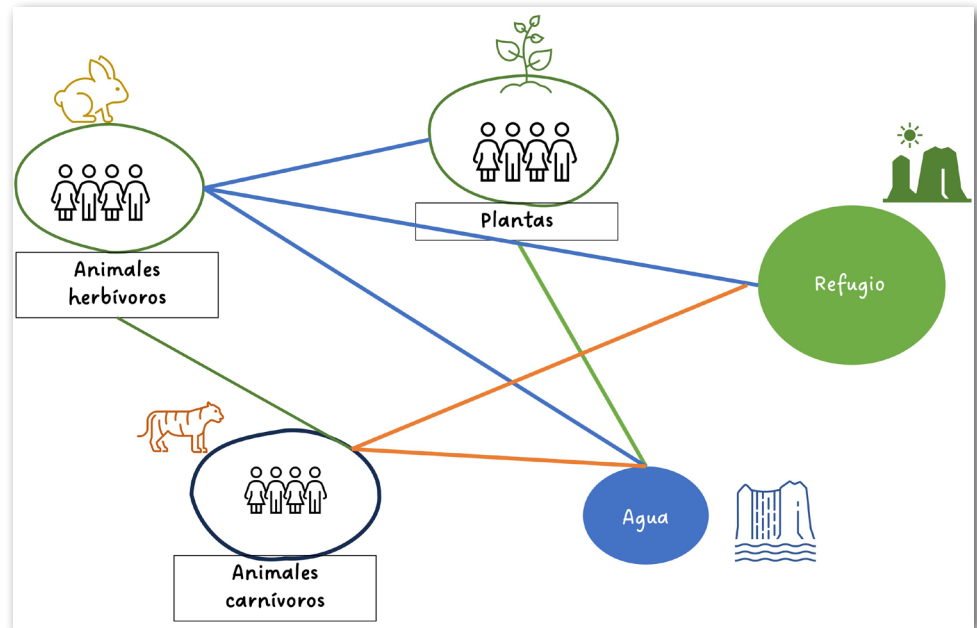 Plantas
Animales
herbívoros
Refugio
Agua
Animales
carnívoros